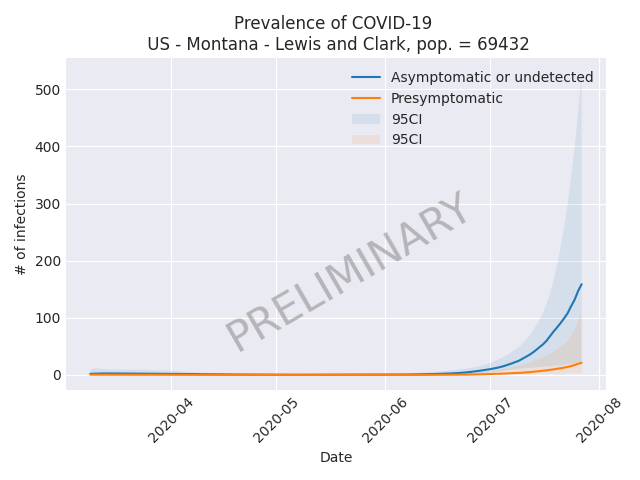 Prevalence of COVID-19
US - Montana - Lewis and Clark, pop. = 69432
Asymptomatic or undetected
Presymptomatic
95CI
95CI
500
400
300
200
100
0
# of infections
PRELIMINARY
2020-04
2020-05
2020-06
2020-07
2020-08
Date